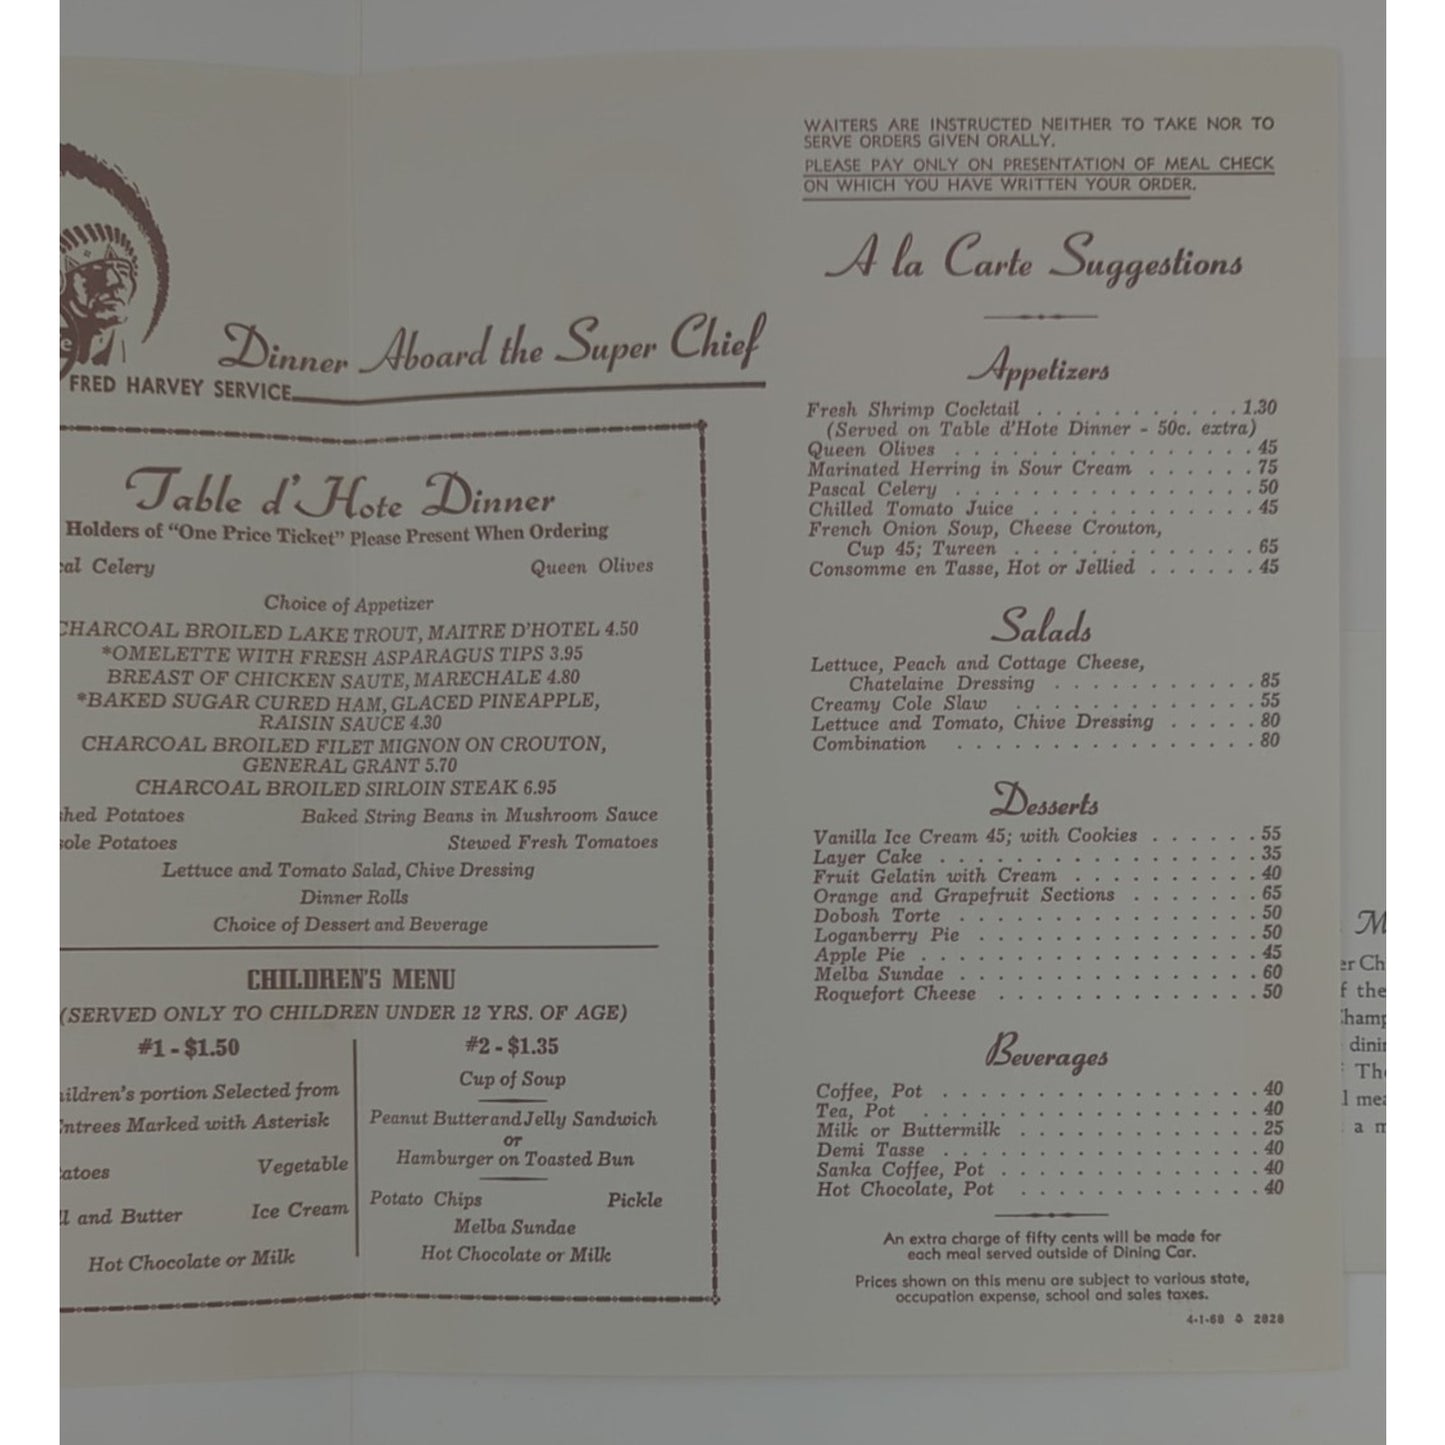 FRED HARVEY SERVICE
Dinner Aboard the Super Chief
Table d'Hote Dinner
Holders of "One Price Ticket" Please Present When Ordering
Celery Queen Olives
Choice of Appetizer
CHARCOAL BROILED LAKE TROUT, MAITRE D'HOTEL 4.50
*OMELETTE WITH FRESH ASPARAGUS TIPS 3.95
BREAST OF CHICKEN SAUTE, MARECHALE 4.80
*BAKED SUGAR CURED HAM, GLACED PINEAPPLE,
RAISIN SAUCE 4.30
CHARCOAL BROILED FILET MIGNON ON CROUTON,
GENERAL GRANT 5.70
CHARCOAL BROILED SIRLOIN STEAK 6.95
Potatoes Baked String Beans in Mushroom Sauce
Potatoes Stewed Fresh Tomatoes
Lettuce and Tomato Salad, Chive Dressing
Dinner Rolls
Choice of Dessert and Beverage
CHILDREN'S MENU
(SERVED ONLY TO CHILDREN UNDER 12 YRS. OF AGE)
#1 - $1.50
portion Selected from
Entrees Marked with Asterisk
Vegetable
and Butter Ice Cream
Hot Chocolate or Milk
#2 - $1.35
Cup of Soup
Peanut Butter and Jelly Sandwich
or
Hamburger on Toasted Bun
Potato Chips Pickle
Melba Sundae
Hot Chocolate or Milk
WAITERS ARE INSTRUCTED NEITHER TO TAKE NOR TO
SERVE ORDERS GIVEN ORALLY.
PLEASE PAY ONLY ON PRESENTATION OF MEAL CHECK
ON WHICH YOU HAVE WRITTEN YOUR ORDER.
A la Carte Suggestions
Appetizers
Fresh Shrimp Cocktail . . . . . . . . . . . 1.30
(Served on Table d'Hote Dinner - 50c. extra)
Queen Olives . . . . . . . . . . . . . . . . 45
Marinated Herring in Sour Cream . . . . . . 75
Pascal Celery . . . . . . . . . . . . . . . . 50
Chilled Tomato Juice . . . . . . . . . . . . 45
French Onion Soup, Cheese Crouton,
Cup 45; Tureen . . . . . . . . . . . . . 65
Consomme en Tasse, Hot or Jellied . . . . . . 45
Salads
Lettuce, Peach and Cottage Cheese,
Chatelaine Dressing . . . . . . . . . . . 85
Creamy Cole Slaw . . . . . . . . . . . . . 55
Lettuce and Tomato, Chive Dressing . . . . . 80
Combination . . . . . . . . . . . . . . . . 80
Desserts
Vanilla Ice Cream 45; with Cookies . . . . . . 55
Layer Cake . . . . . . . . . . . . . . . . . 35
Fruit Gelatin with Cream . . . . . . . . . . 40
Orange and Grapefruit Sections . . . . . . . 65
Dobosh Torte . . . . . . . . . . . . . . . . 50
Loganberry Pie . . . . . . . . . . . . . . . 50
Apple Pie . . . . . . . . . . . . . . . . . . 45
Melba Sundae . . . . . . . . . . . . . . . . 60
Roquefort Cheese . . . . . . . . . . . . . . 50
Beverages
Coffee, Pot . . . . . . . . . . . . . . . . . 40
Tea, Pot . . . . . . . . . . . . . . . . . . 40
Milk or Buttermilk . . . . . . . . . . . . . 25
Demi Tasse . . . . . . . . . . . . . . . . . 40
Sanka Coffee, Pot . . . . . . . . . . . . . . 40
Hot Chocolate, Pot . . . . . . . . . . . . . 40
An extra charge of fifty cents will be made for
each meal served outside of Dining Car.
Prices shown on this menu are subject to various state,
occupation expense, school and sales taxes.
4-1-68 2828
the
a